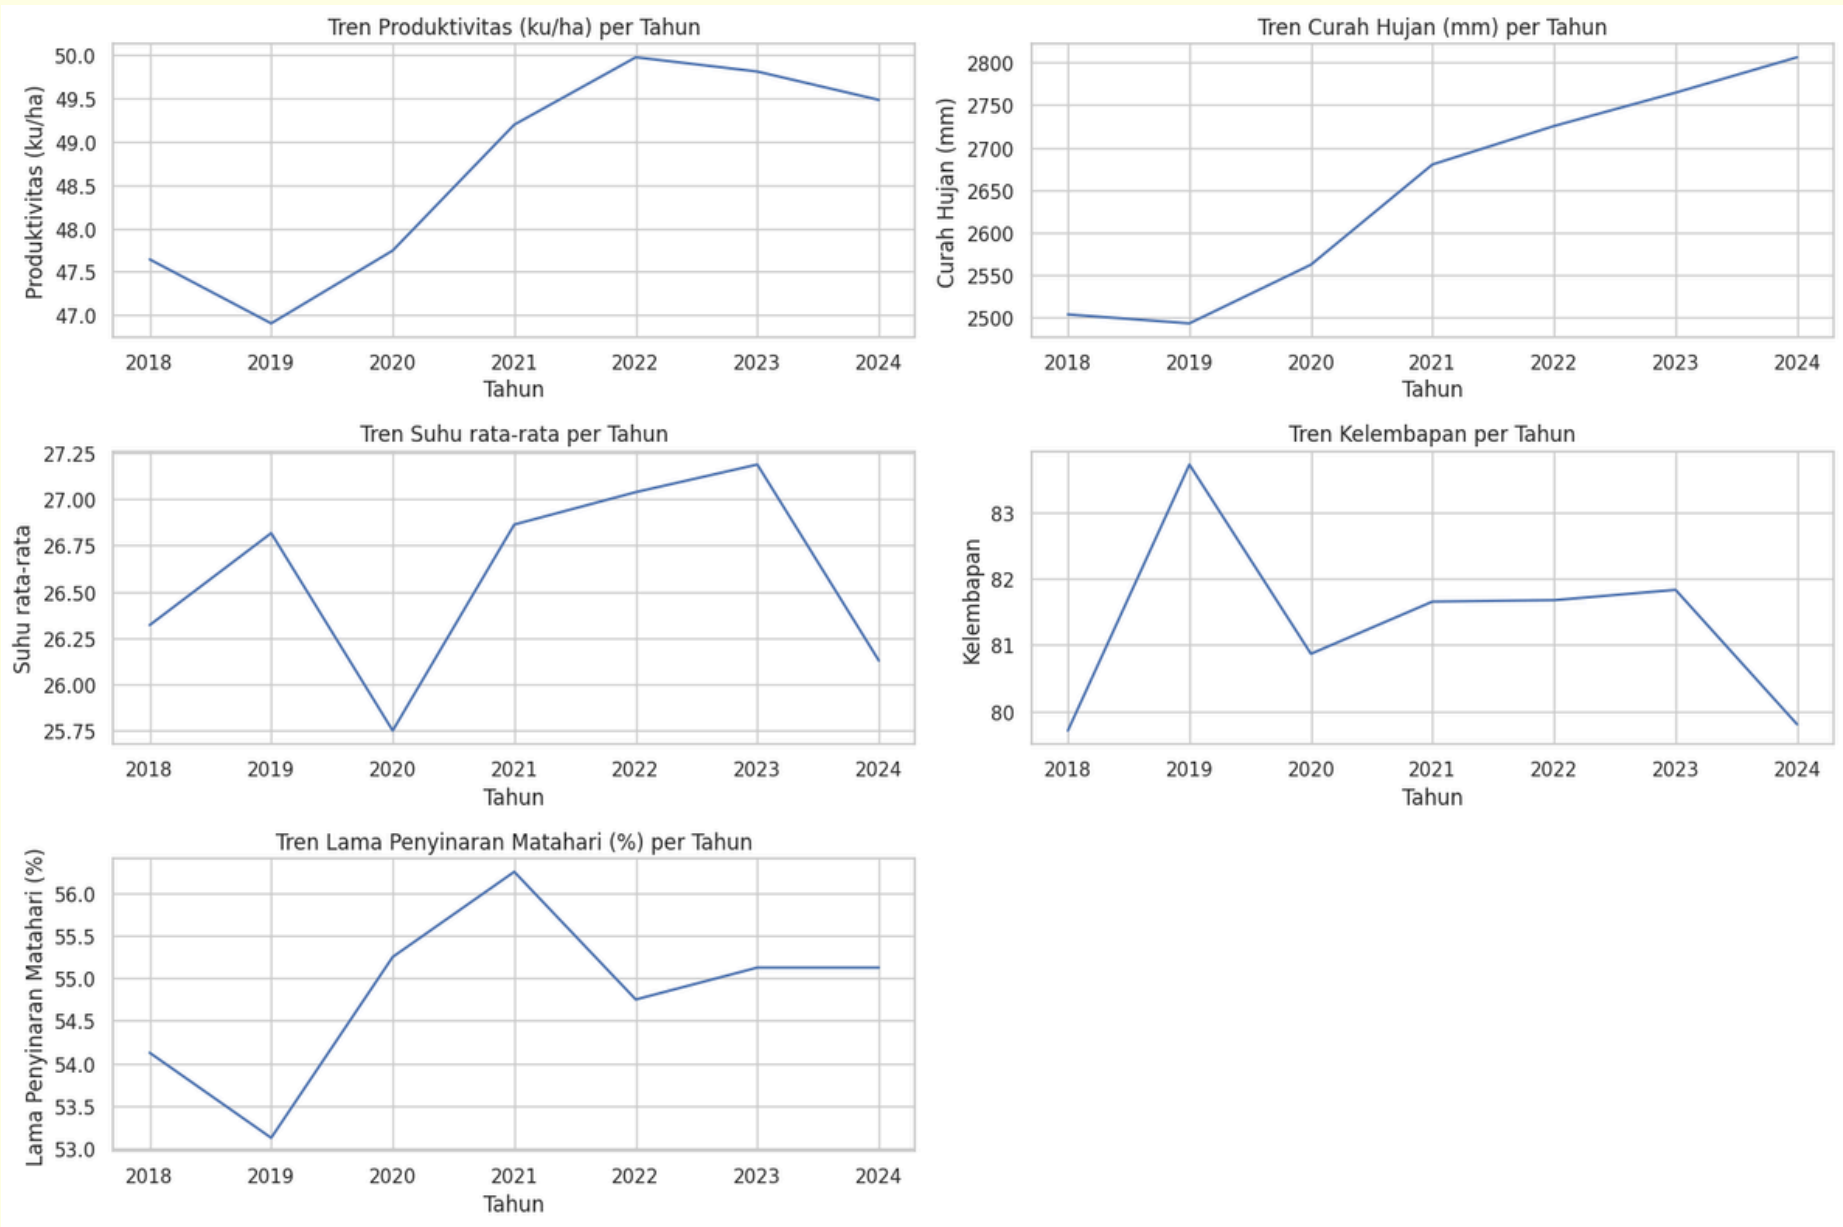 Tren Produktivitas (ku/ha) per Tahun
Produktivitas (ku/ha)
50.0
49.5
49.0
48.5
48.0
47.5
47.0
2018 2019 2020 2021 2022 2023 2024
Tahun
Tren Curah Hujan (mm) per Tahun
Curah Hujan (mm)
2800
2750
2700
2650
2600
2550
2500
2018 2019 2020 2021 2022 2023 2024
Tahun
Tren Suhu rata-rata per Tahun
Suhu rata-rata
27.25
27.00
26.75
26.50
26.25
26.00
25.75
2018 2019 2020 2021 2022 2023 2024
Tahun
Tren Kelembapan per Tahun
Kelembapan
83
82
81
80
2018 2019 2020 2021 2022 2023 2024
Tahun
Tren Lama Penyinaran Matahari (%) per Tahun
Lama Penyinaran Matahari (%)
56.0
55.5
55.0
54.5
54.0
53.5
53.0
2018 2019 2020 2021 2022 2023 2024
Tahun